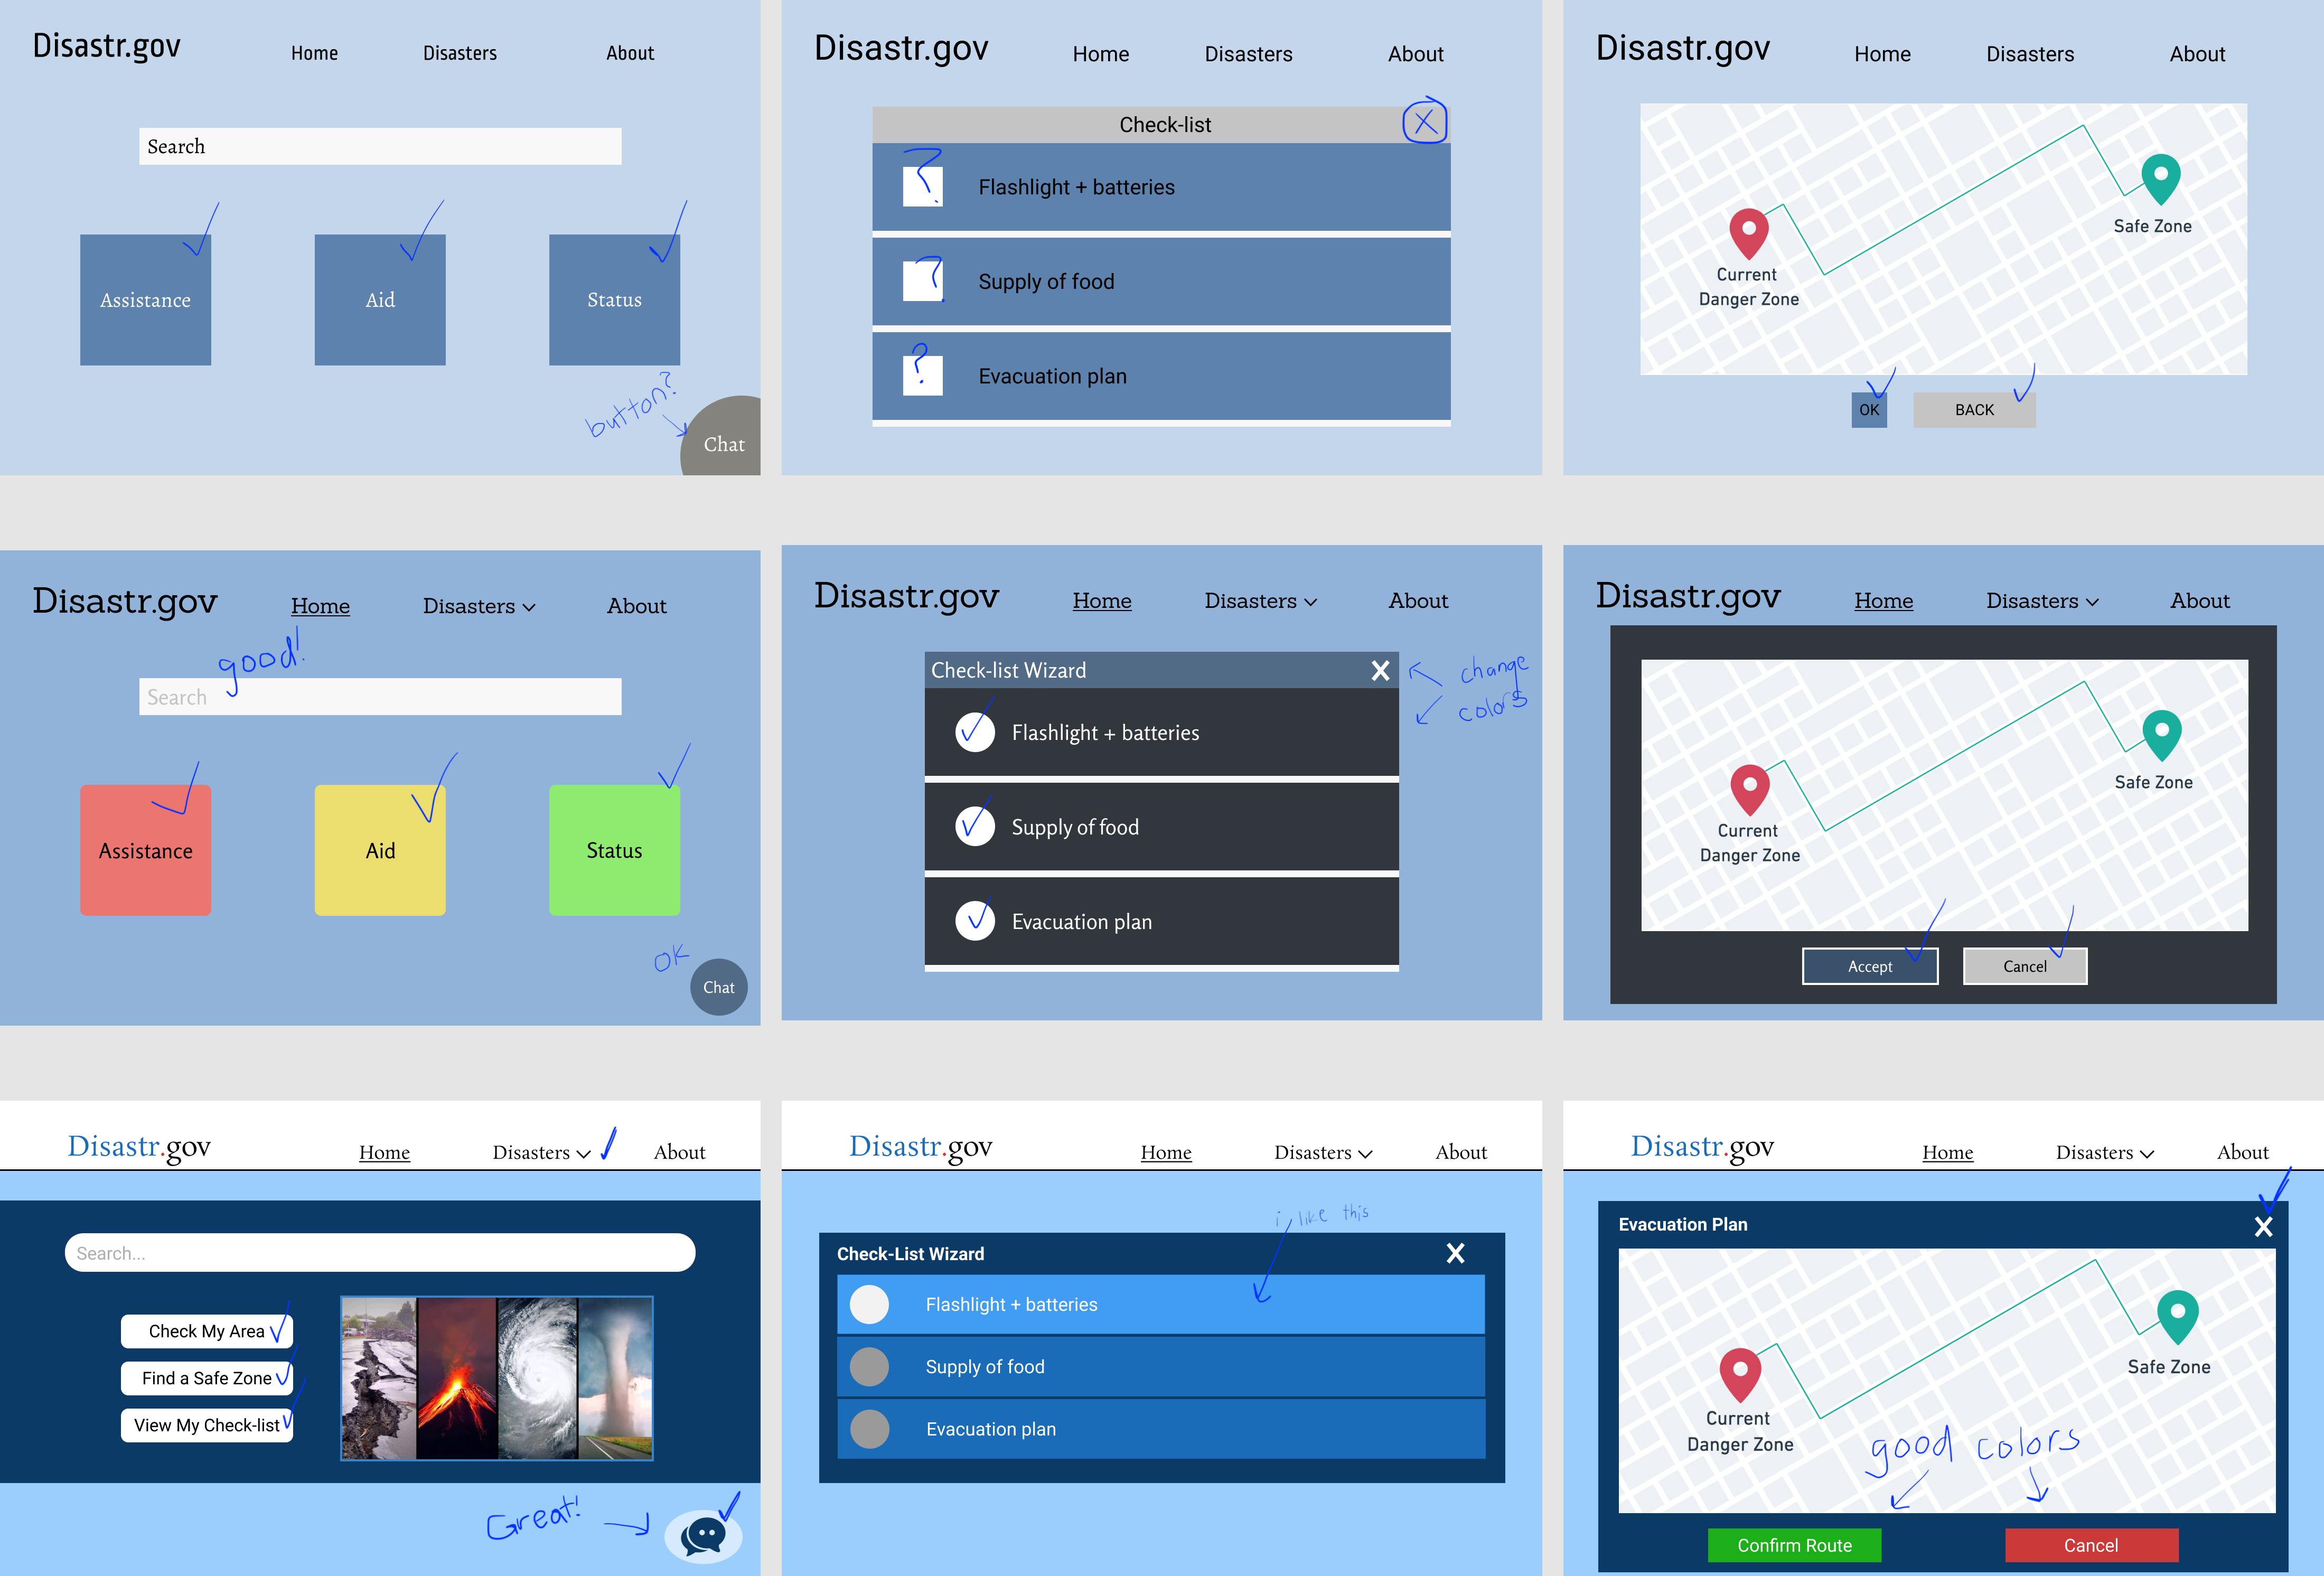 Disastr.gov
Home
Disasters
About
Search
Assistance
Aid
Status
button?
Chat
Disastr.gov
Home
Disasters
About
Check-list
X
?
Flashlight + batteries
?
Supply of food
?
Evacuation plan
Disastr.gov
Home
Disasters
About
Safe Zone
Current
Danger Zone
OK
BACK
Disastr.gov
Home
Disasters
About
good!
Search
Assistance
Aid
Status
OK
Chat
Disastr.gov
Home
Disasters
About
Check-list Wizard
X
change
colors
Flashlight + batteries
Supply of food
Evacuation plan
Disastr.gov
Home
Disasters
About
Safe Zone
Current
Danger Zone
Accept
Cancel
Disastr.gov
Home
Disasters
About
Search...
Check My Area
Find a Safe Zone
View My Check-list
Great!
Disastr.gov
Home
Disasters
About
i like this
Check-List Wizard
X
Flashlight + batteries
Supply of food
Evacuation plan
Disastr.gov
Home
Disasters
About
Evacuation Plan
X
Safe Zone
Current
Danger Zone
good colors
Confirm Route
Cancel